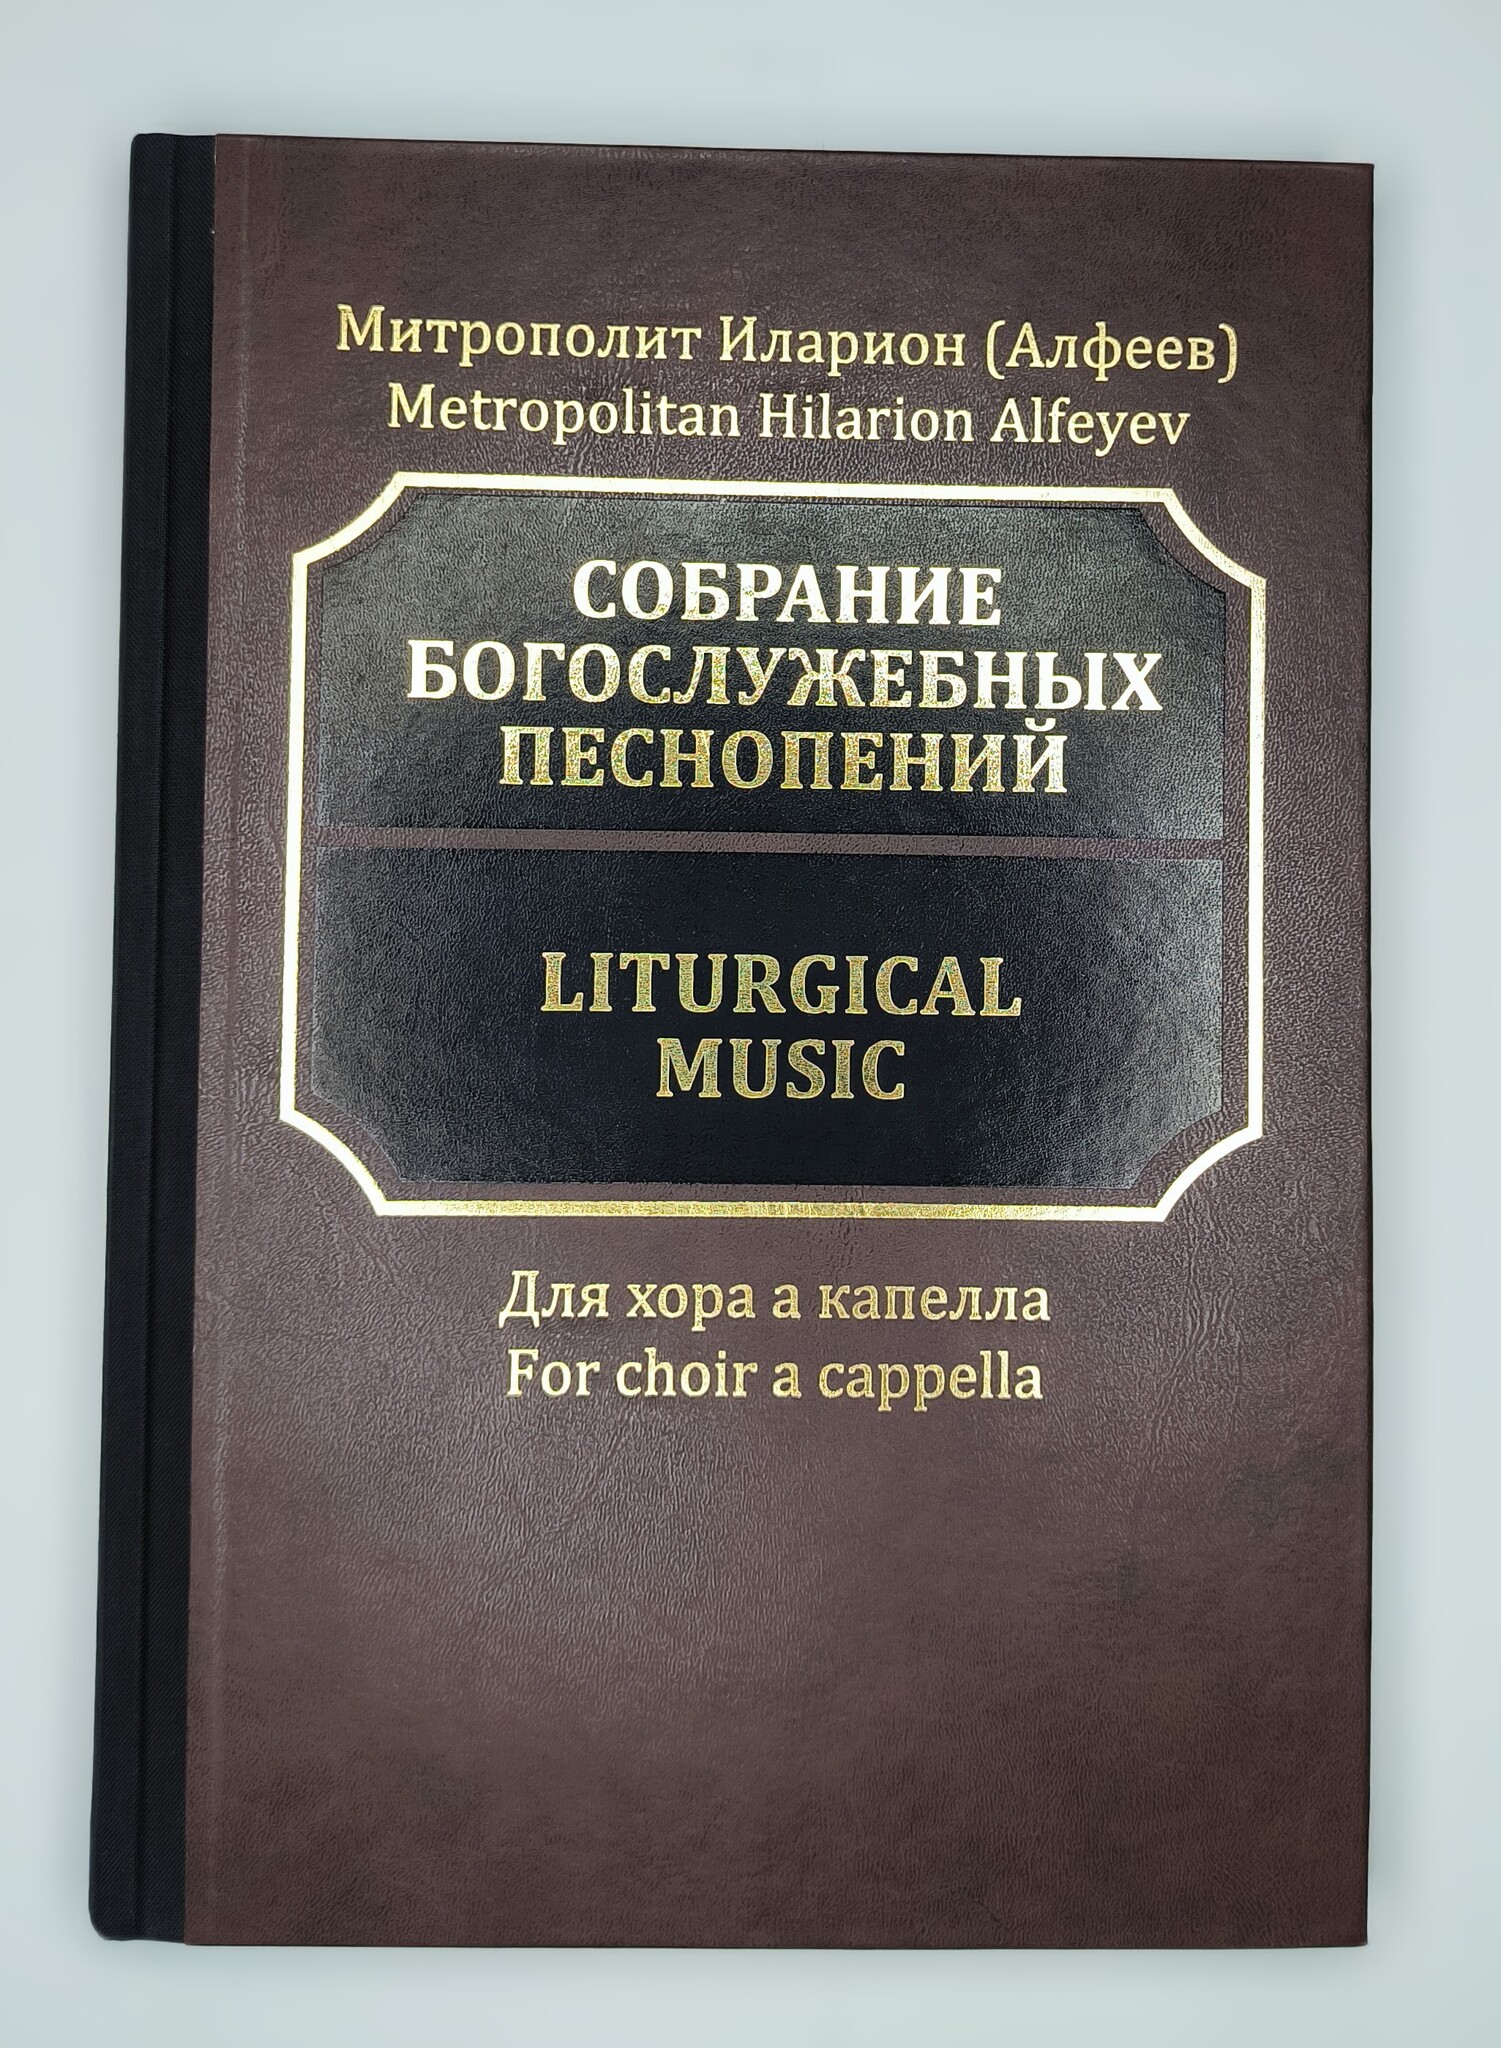 Митрополит Иларион (Алфеев)
Metropolitan Hilarion Alfeyev
СОБРАНИЕ
БОГОСЛУЖЕБНЫХ
ПЕСНОПЕНИЙ
LITURGICAL
MUSIC
Для хора а капелла
For choir a cappella